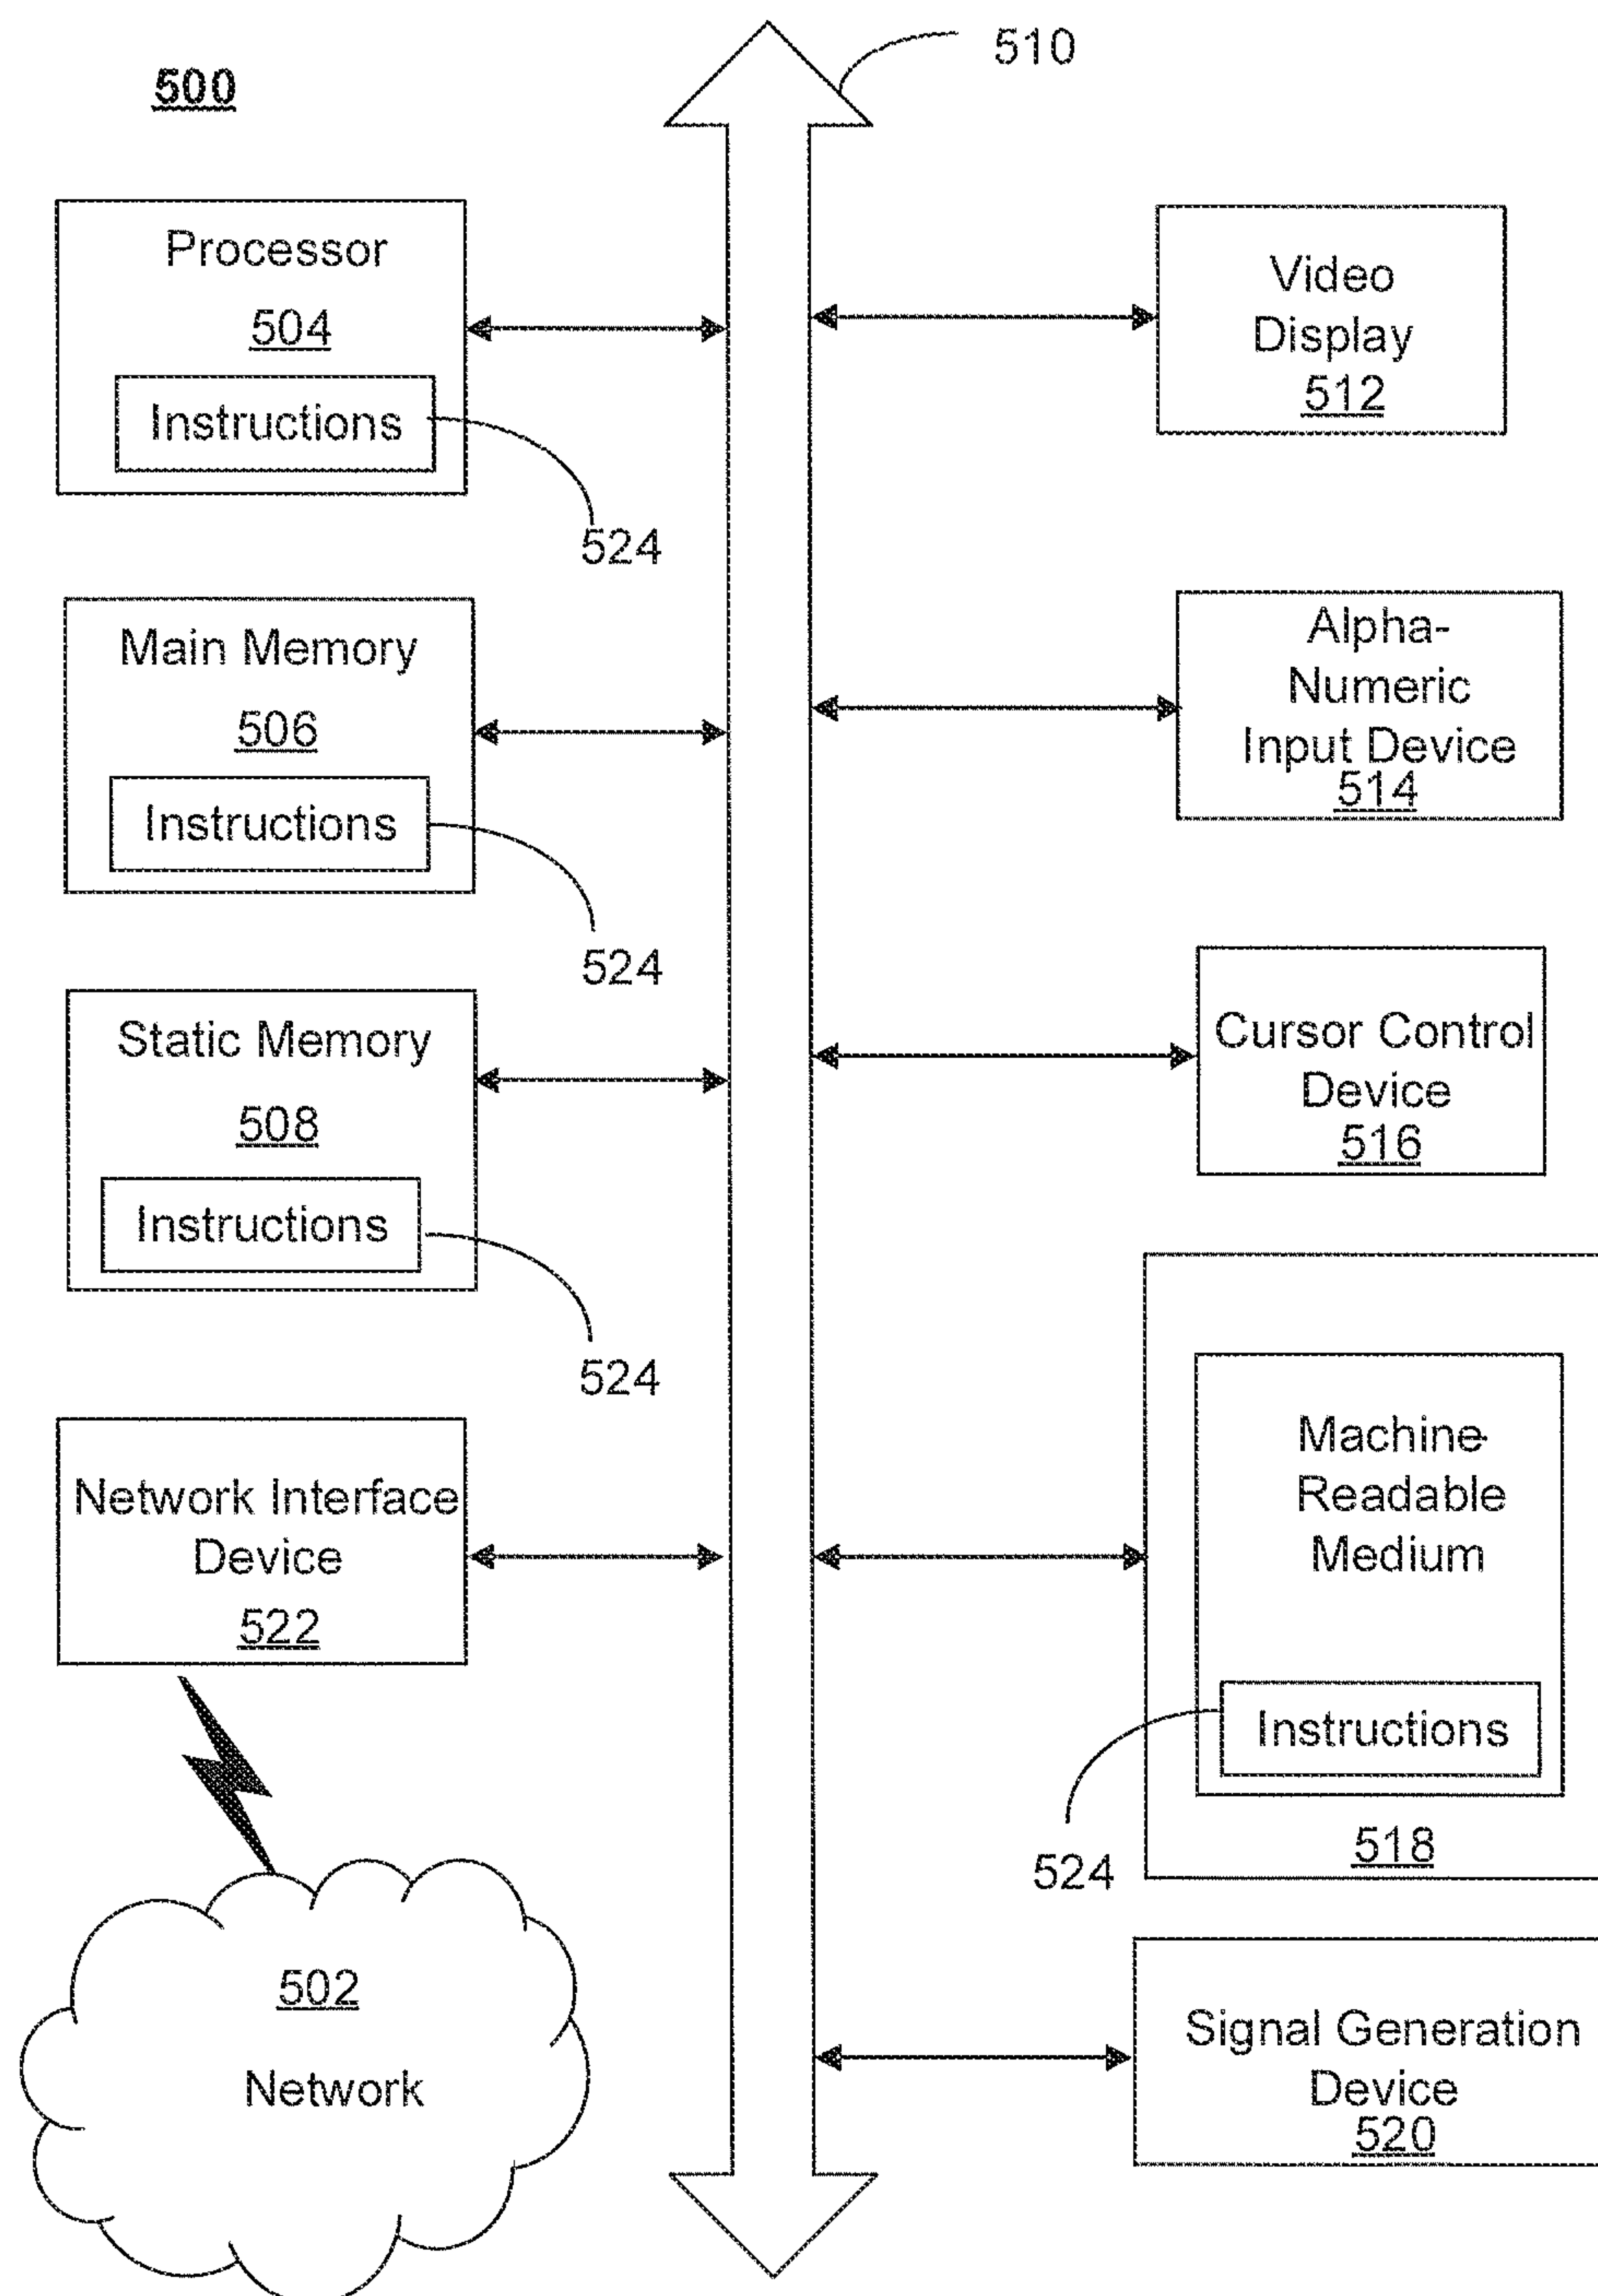 500
510
Processor
504
Instructions
524
Main Memory
506
Instructions
524
Static Memory
508
Instructions
524
Network Interface
Device
522
502
Network
Video
Display
512
Alpha-
Numeric
Input Device
514
Cursor Control
Device
516
Machine-
Readable
Medium
Instructions
524
518
Signal Generation
Device
520